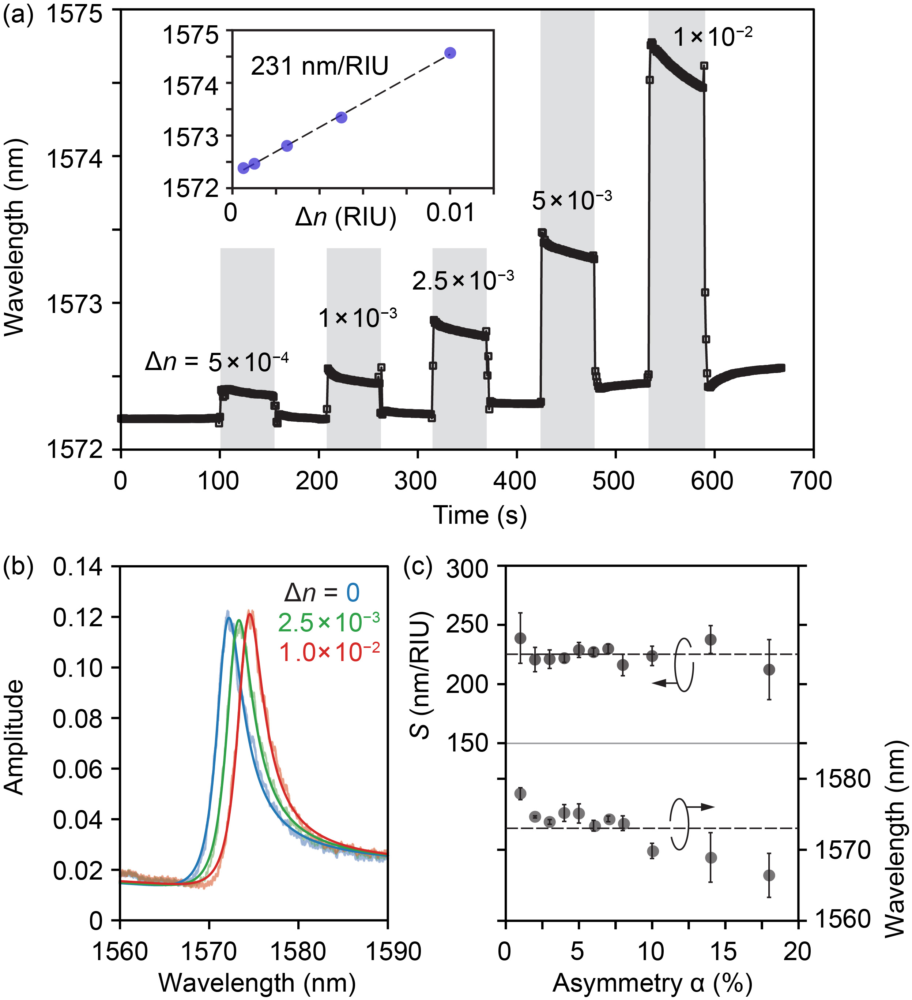 (a)
1575
1574
1573
1572
Wavelength (nm)
0 100 200 300 400 500 600 700
Time (s)
1575
1574
1573
1572
231 nm/RIU
0 Δn (RIU) 0.01
Δn = 5×10⁻⁴
1×10⁻³
2.5×10⁻³
5×10⁻³
1×10⁻²
(b)
0.14
0.12
0.10
0.08
0.06
0.04
0.02
0
Amplitude
Δn = 0
2.5×10⁻³
1.0×10⁻²
1560 1570 1580 1590
Wavelength (nm)
(c)
300
250
200
150
S (nm/RIU)
1580
1570
1560
Wavelength (nm)
0 5 10 15 20
Asymmetry α (%)